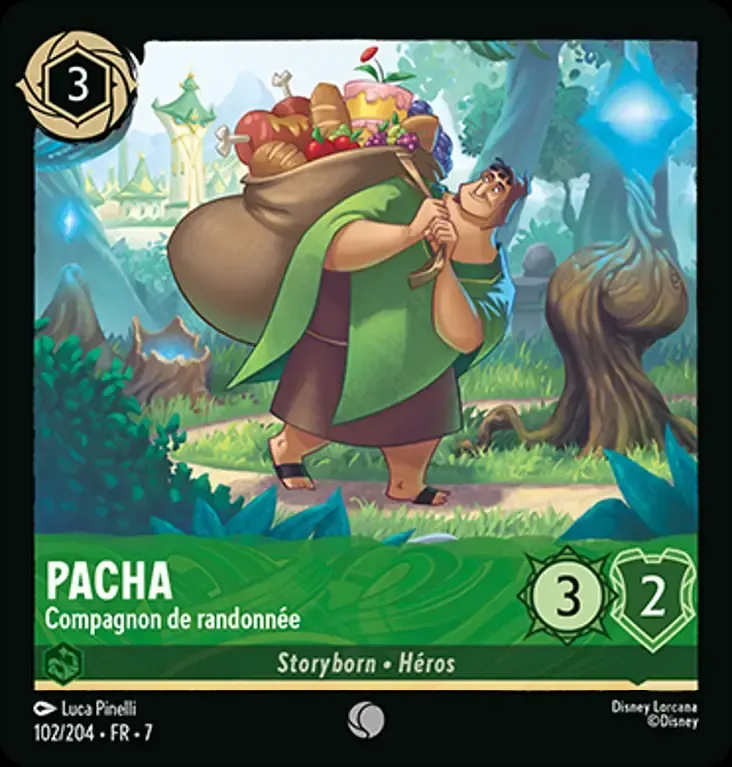 3
PACHA
Compagnon de randonnée
3
2
Storyborn • Héros
Luca Pinelli
Disney Lorcana
102/204 • FR • 7
©Disney